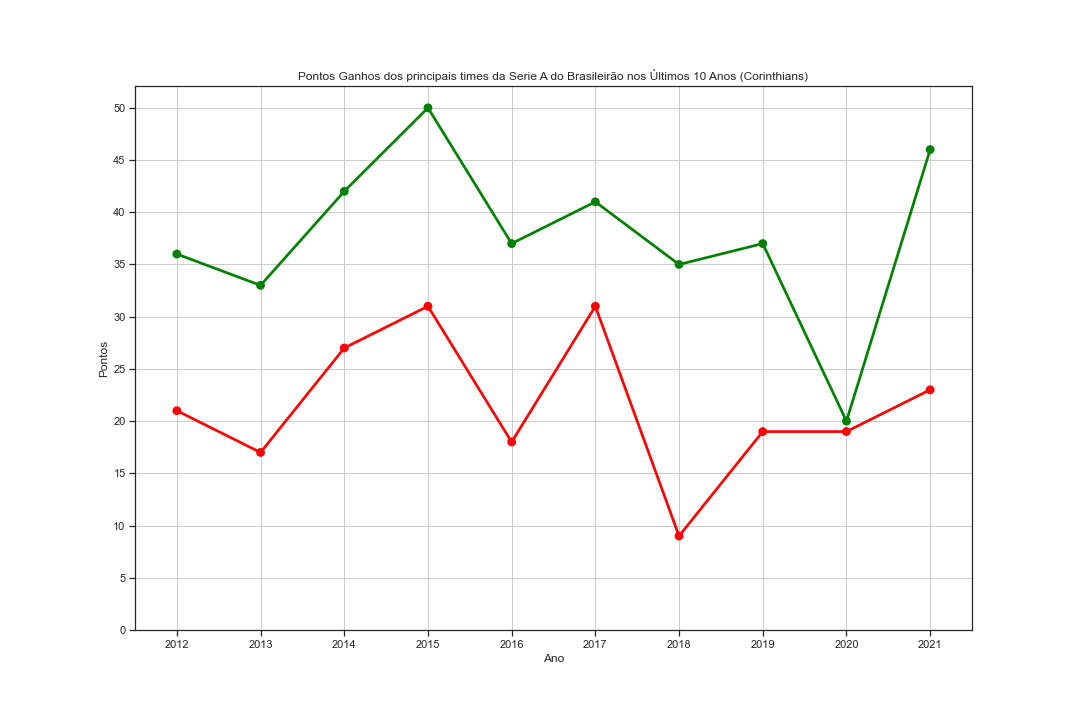 Pontos Ganhos dos principais times da Serie A do Brasileirão nos Últimos 10 Anos (Corinthians)
50
45
40
35
30
25
20
15
10
5
0
Pontos
2012 2013 2014 2015 2016 2017 2018 2019 2020 2021
Ano